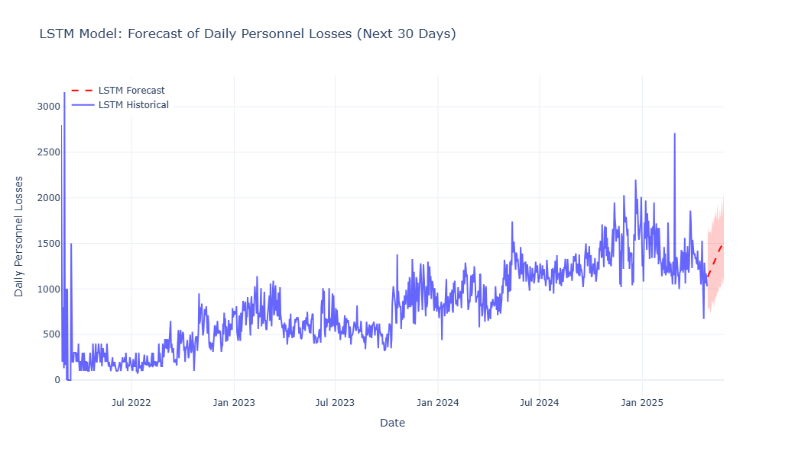 LSTM Model: Forecast of Daily Personnel Losses (Next 30 Days)
LSTM Forecast
LSTM Historical
3000
2500
2000
1500
1000
500
0
Daily Personnel Losses
Jul 2022
Jan 2023
Jul 2023
Jan 2024
Jul 2024
Jan 2025
Date